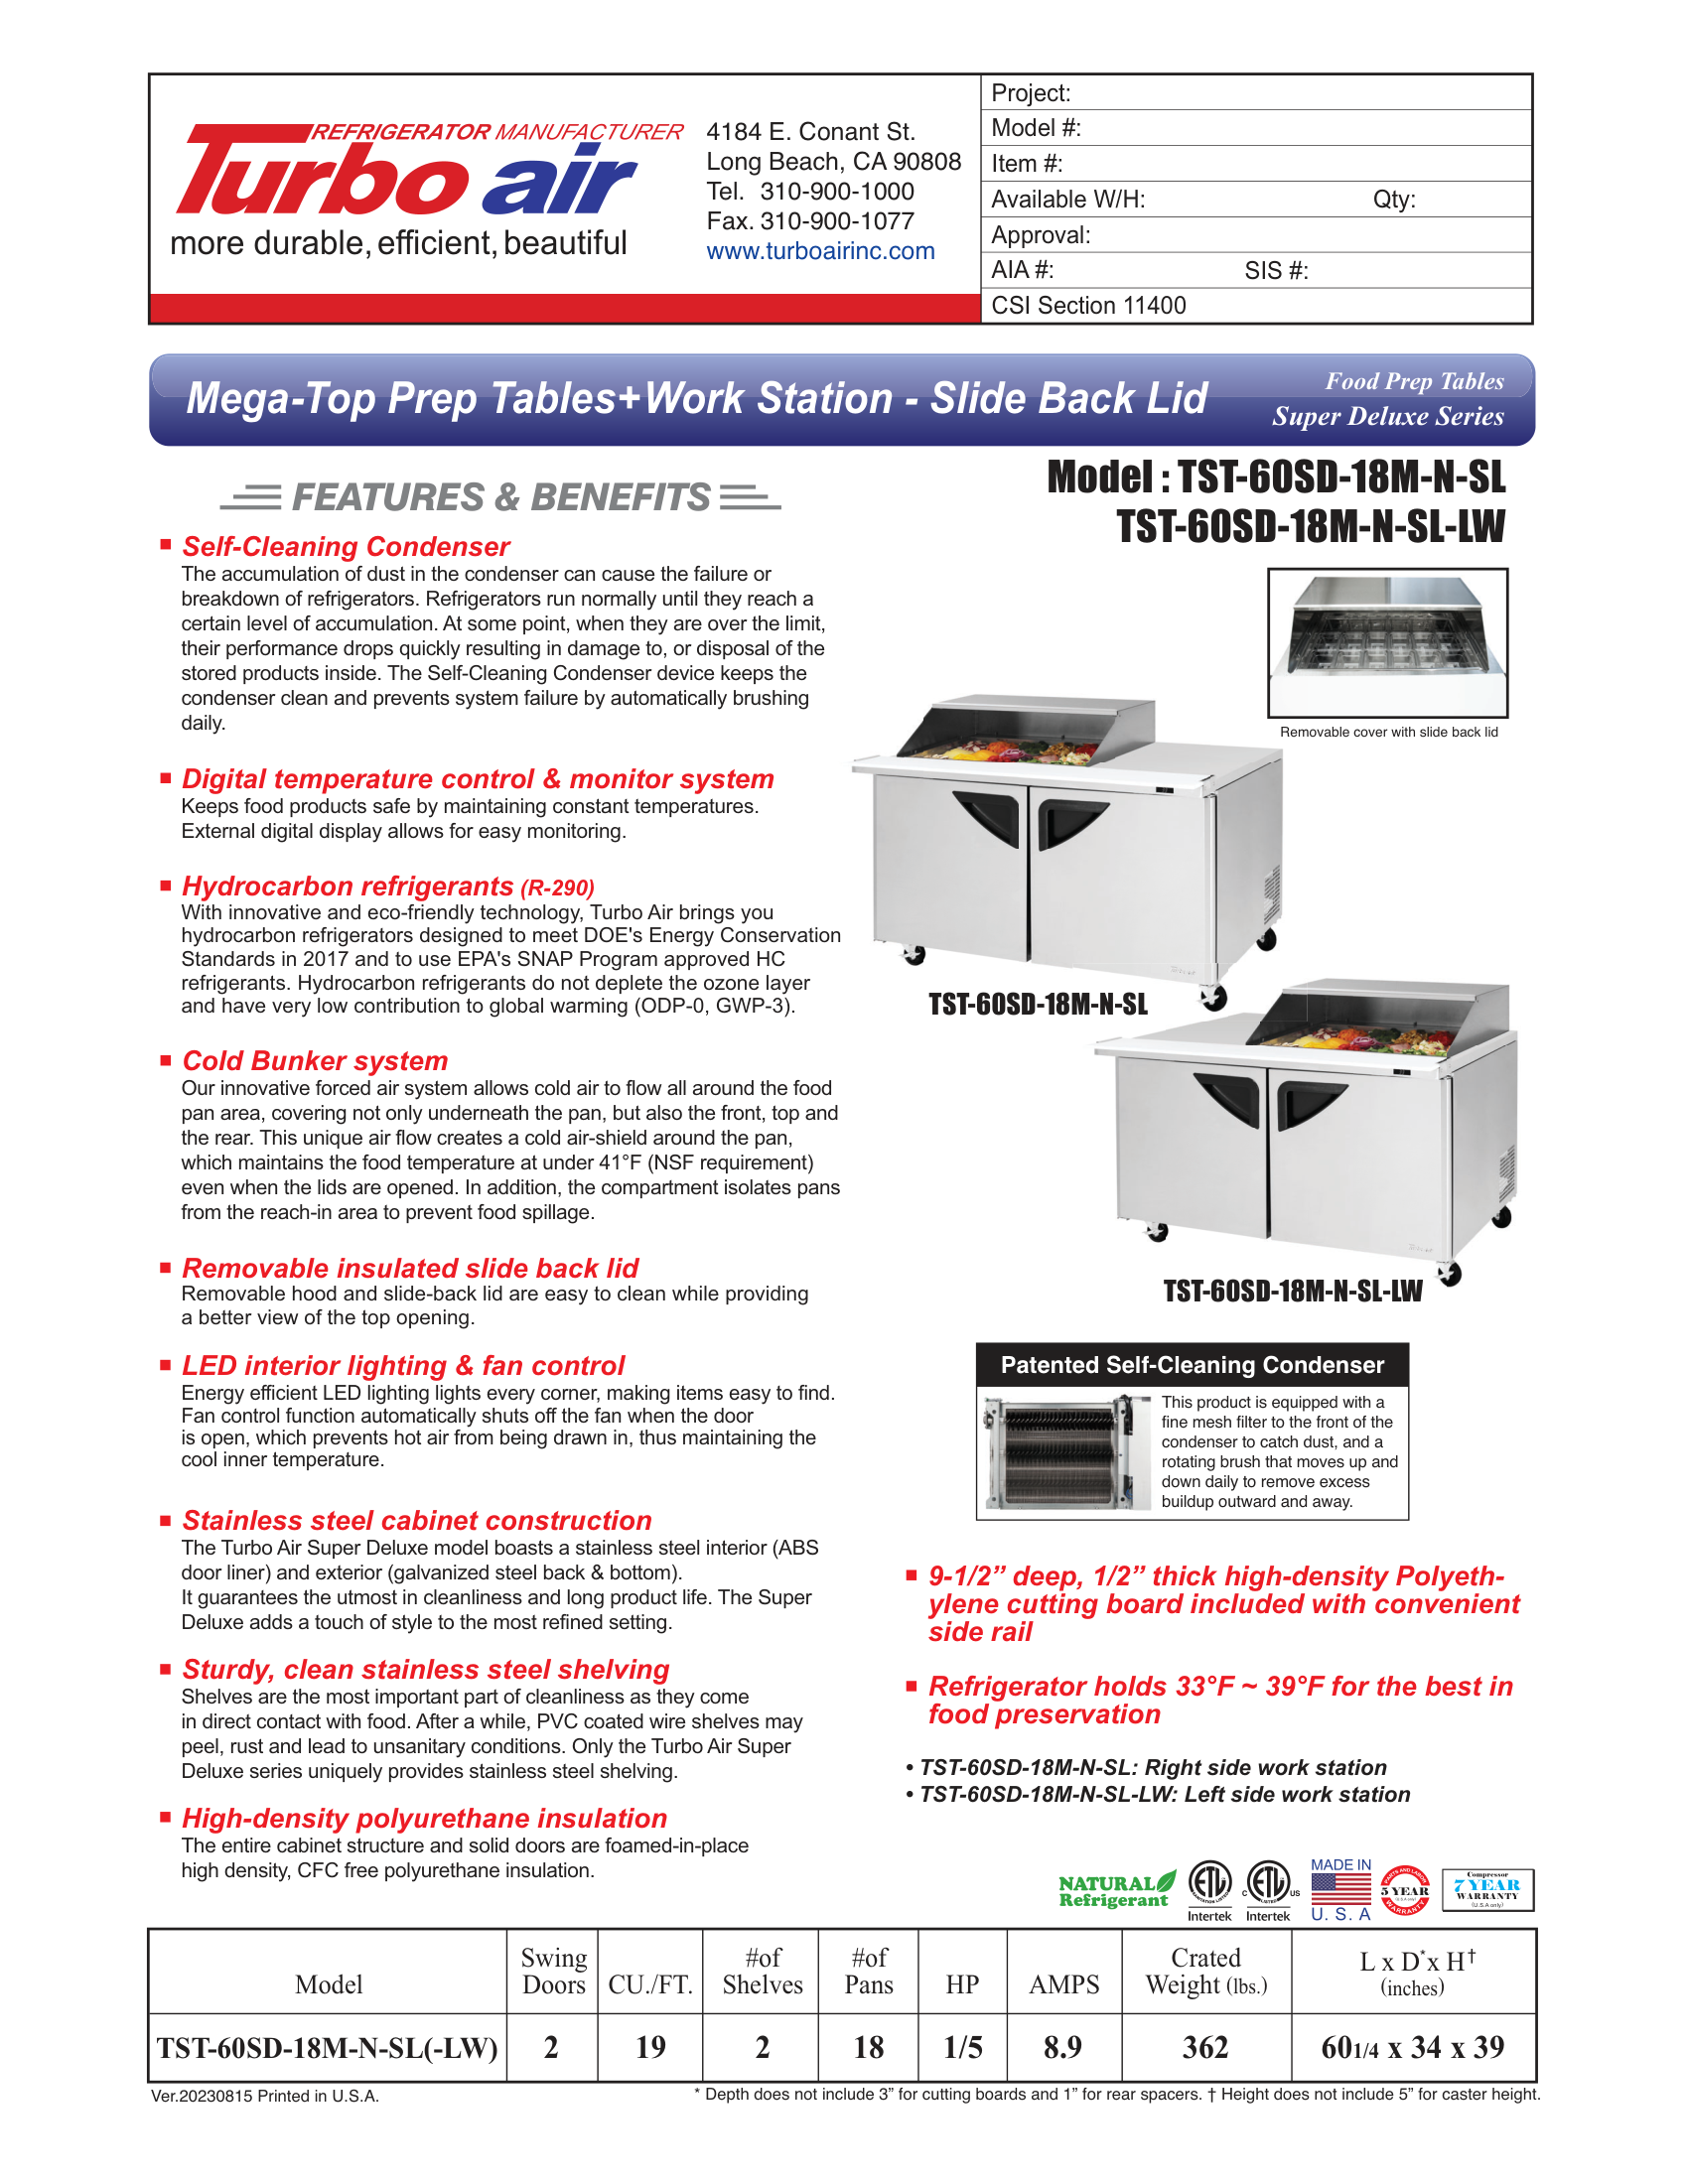 REFRIGERATOR MANUFACTURER
Turbo air
more durable, efficient, beautiful
4184 E. Conant St.
Long Beach, CA 90808
Tel. 310-900-1000
Fax. 310-900-1077
www.turboairinc.com
Project:
Model #:
Item #:
Available W/H: Qty:
Approval:
AIA #: SIS #:
CSI Section 11400
Mega-Top Prep Tables+Work Station - Slide Back Lid
Food Prep Tables
Super Deluxe Series
FEATURES & BENEFITS
Model : TST-60SD-18M-N-SL
TST-60SD-18M-N-SL-LW
Self-Cleaning Condenser
The accumulation of dust in the condenser can cause the failure or
breakdown of refrigerators. Refrigerators run normally until they reach a
certain level of accumulation. At some point, when they are over the limit,
their performance drops quickly resulting in damage to, or disposal of the
stored products inside. The Self-Cleaning Condenser device keeps the
condenser clean and prevents system failure by automatically brushing
daily.
Digital temperature control & monitor system
Keeps food products safe by maintaining constant temperatures.
External digital display allows for easy monitoring.
Hydrocarbon refrigerants (R-290)
With innovative and eco-friendly technology, Turbo Air brings you
hydrocarbon refrigerators designed to meet DOE's Energy Conservation
Standards in 2017 and to use EPA's SNAP Program approved HC
refrigerants. Hydrocarbon refrigerants do not deplete the ozone layer
and have very low contribution to global warming (ODP-0, GWP-3).
Cold Bunker system
Our innovative forced air system allows cold air to flow all around the food
pan area, covering not only underneath the pan, but also the front, top and
the rear. This unique air flow creates a cold air-shield around the pan,
which maintains the food temperature at under 41°F (NSF requirement)
even when the lids are opened. In addition, the compartment isolates pans
from the reach-in area to prevent food spillage.
Removable insulated slide back lid
Removable hood and slide-back lid are easy to clean while providing
a better view of the top opening.
LED interior lighting & fan control
Energy efficient LED lighting lights every corner, making items easy to find.
Fan control function automatically shuts off the fan when the door
is open, which prevents hot air from being drawn in, thus maintaining the
cool inner temperature.
Stainless steel cabinet construction
The Turbo Air Super Deluxe model boasts a stainless steel interior (ABS
door liner) and exterior (galvanized steel back & bottom).
It guarantees the utmost in cleanliness and long product life. The Super
Deluxe adds a touch of style to the most refined setting.
Sturdy, clean stainless steel shelving
Shelves are the most important part of cleanliness as they come
in direct contact with food. After a while, PVC coated wire shelves may
peel, rust and lead to unsanitary conditions. Only the Turbo Air Super
Deluxe series uniquely provides stainless steel shelving.
High-density polyurethane insulation
The entire cabinet structure and solid doors are foamed-in-place
high density, CFC free polyurethane insulation.
Removable cover with slide back lid
TST-60SD-18M-N-SL
TST-60SD-18M-N-SL-LW
Patented Self-Cleaning Condenser
This product is equipped with a
fine mesh filter to the front of the
condenser to catch dust, and a
rotating brush that moves up and
down daily to remove excess
buildup outward and away.
9-1/2” deep, 1/2” thick high-density Polyeth-
ylene cutting board included with convenient
side rail
Refrigerator holds 33°F ~ 39°F for the best in
food preservation
• TST-60SD-18M-N-SL: Right side work station
• TST-60SD-18M-N-SL-LW: Left side work station
NATURAL
Refrigerant
ETL
Intertek
C ETL US
Intertek
MADE IN
U. S. A
PARTS AND LABOR
5 YEAR
WARRANTY
Compressor
7 YEAR
WARRANTY
(U.S.A only)
Model Swing Doors CU./FT. #of Shelves #of Pans HP AMPS Crated Weight (lbs.) L x D* x H† (inches)
TST-60SD-18M-N-SL(-LW) 2 19 2 18 1/5 8.9 362 60 1/4 x 34 x 39
Ver.20230815 Printed in U.S.A.
* Depth does not include 3” for cutting boards and 1” for rear spacers. † Height does not include 5” for caster height.